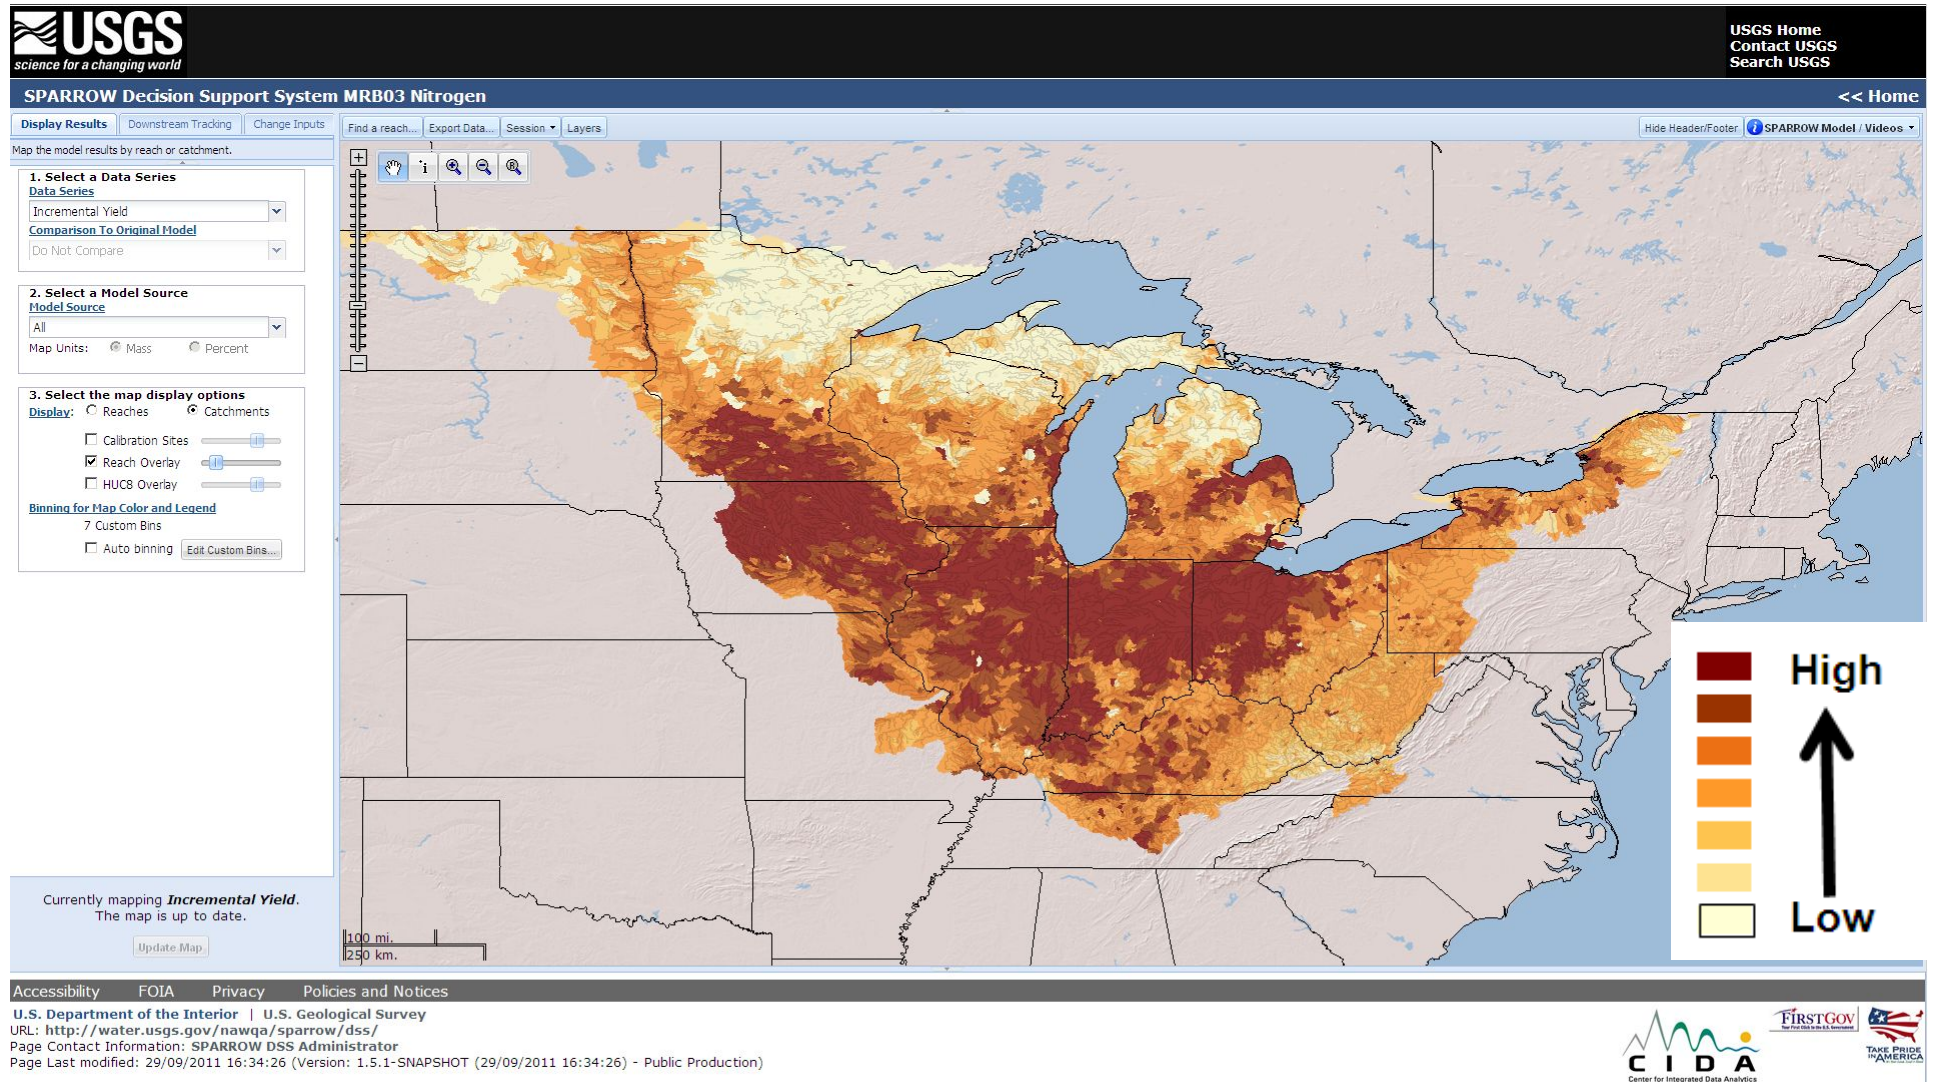 USGS
science for a changing world
USGS Home
Contact USGS
Search USGS
SPARROW Decision Support System MRB03 Nitrogen
<< Home
Display Results
Downstream Tracking
Change Inputs
Find a reach...
Export Data...
Session
Layers
Hide Header/Footer
i SPARROW Model / Videos
Map the model results by reach or catchment.
1. Select a Data Series
Data Series
Incremental Yield
Comparison To Original Model
Do Not Compare
2. Select a Model Source
Model Source
All
Map Units: Mass Percent
3. Select the map display options
Display: Reaches Catchments
Calibration Sites
Reach Overlay
HUC8 Overlay
Binning for Map Color and Legend
7 Custom Bins
Auto binning Edit Custom Bins...
Currently mapping Incremental Yield.
The map is up to date.
Update Map
100 mi.
250 km.
High
Low
Accessibility FOIA Privacy Policies and Notices
U.S. Department of the Interior | U.S. Geological Survey
URL: http://water.usgs.gov/nawqa/sparrow/dss/
Page Contact Information: SPARROW DSS Administrator
Page Last modified: 29/09/2011 16:34:26 (Version: 1.5.1-SNAPSHOT (29/09/2011 16:34:26) - Public Production)
CIDA
Center for Integrated Data Analytics
FIRSTGOV
Your First Click to the U.S. Government
TAKE PRIDE
IN AMERICA